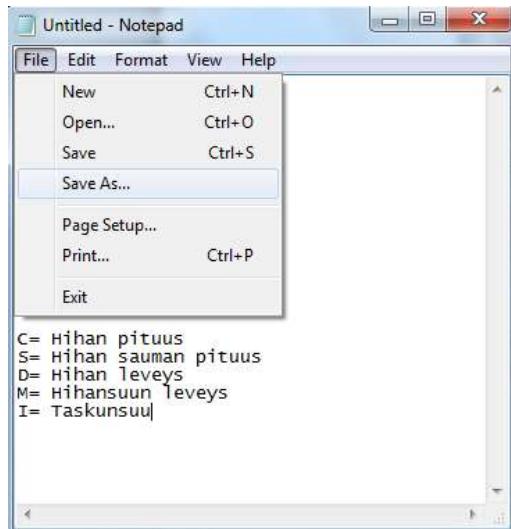 Untitled - Notepad
File Edit Format View Help
New Ctrl+N
Open... Ctrl+O
Save Ctrl+S
Save As...
Page Setup...
Print... Ctrl+P
Exit
C= Hihan pituus
S= Hihan sauman pituus
D= Hihan leveys
M= Hihansuun leveys
I= Taskunsuu